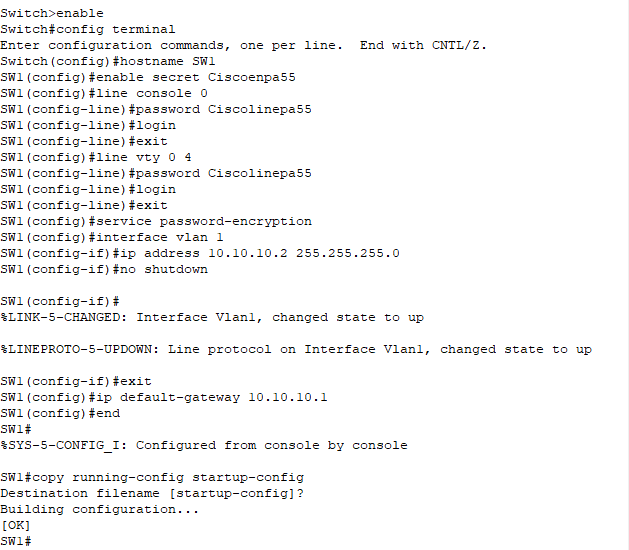 Switch>enable
Switch#config terminal
Enter configuration commands, one per line.  End with CNTL/Z.
Switch(config)#hostname SW1
SW1(config)#enable secret Ciscoenpa55
SW1(config)#line console 0
SW1(config-line)#password Ciscolinepa55
SW1(config-line)#login
SW1(config-line)#exit
SW1(config)#line vty 0 4
SW1(config-line)#password Ciscolinepa55
SW1(config-line)#login
SW1(config-line)#exit
SW1(config)#service password-encryption
SW1(config)#interface vlan 1
SW1(config-if)#ip address 10.10.10.2 255.255.255.0
SW1(config-if)#no shutdown
SW1(config-if)#
%LINK-5-CHANGED: Interface Vlan1, changed state to up
%LINEPROTO-5-UPDOWN: Line protocol on Interface Vlan1, changed state to up
SW1(config-if)#exit
SW1(config)#ip default-gateway 10.10.10.1
SW1(config)#end
SW1#
%SYS-5-CONFIG_I: Configured from console by console
SW1#copy running-config startup-config
Destination filename [startup-config]?
Building configuration...
[OK]
SW1#